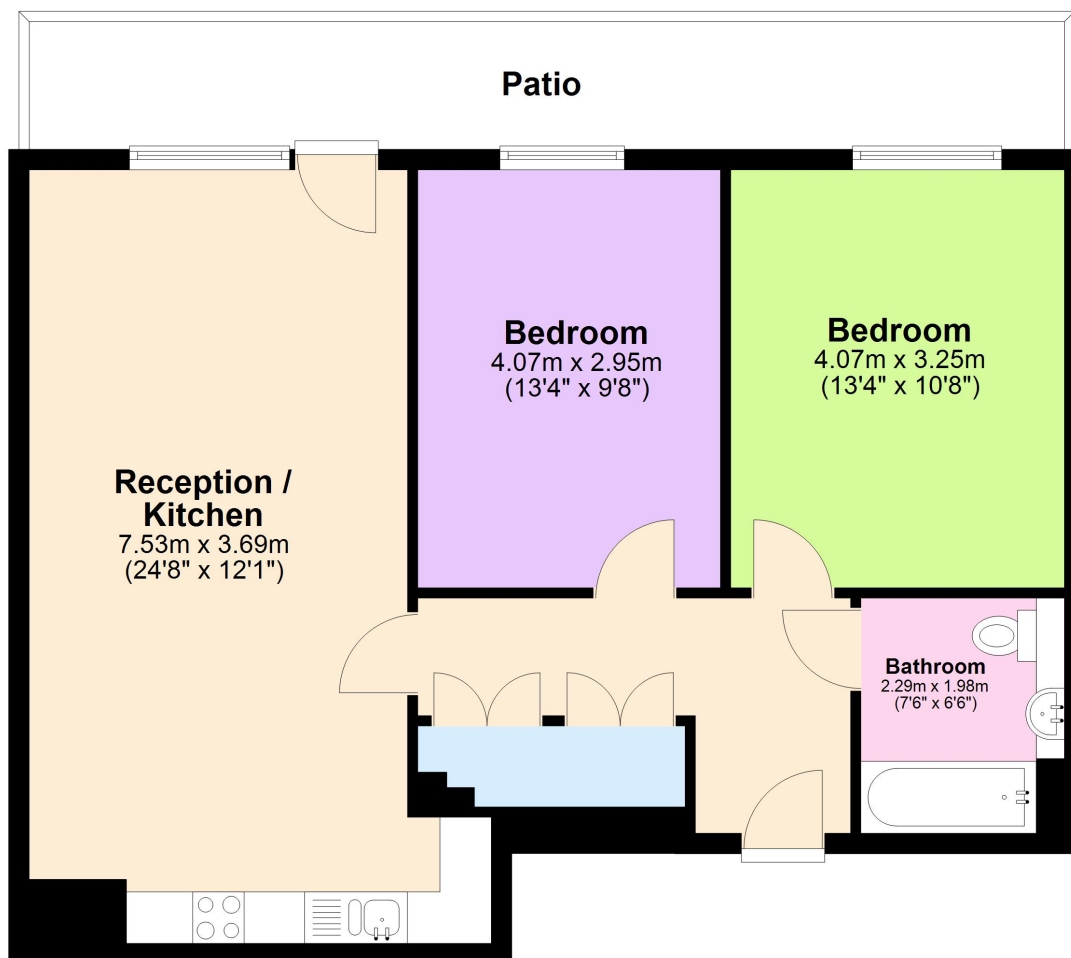 Patio
Bedroom
4.07m x 2.95m
(13'4" x 9'8")
Bedroom
4.07m x 3.25m
(13'4" x 10'8")
Reception /
Kitchen
7.53m x 3.69m
(24'8" x 12'1")
Bathroom
2.29m x 1.98m
(7'6" x 6'6")